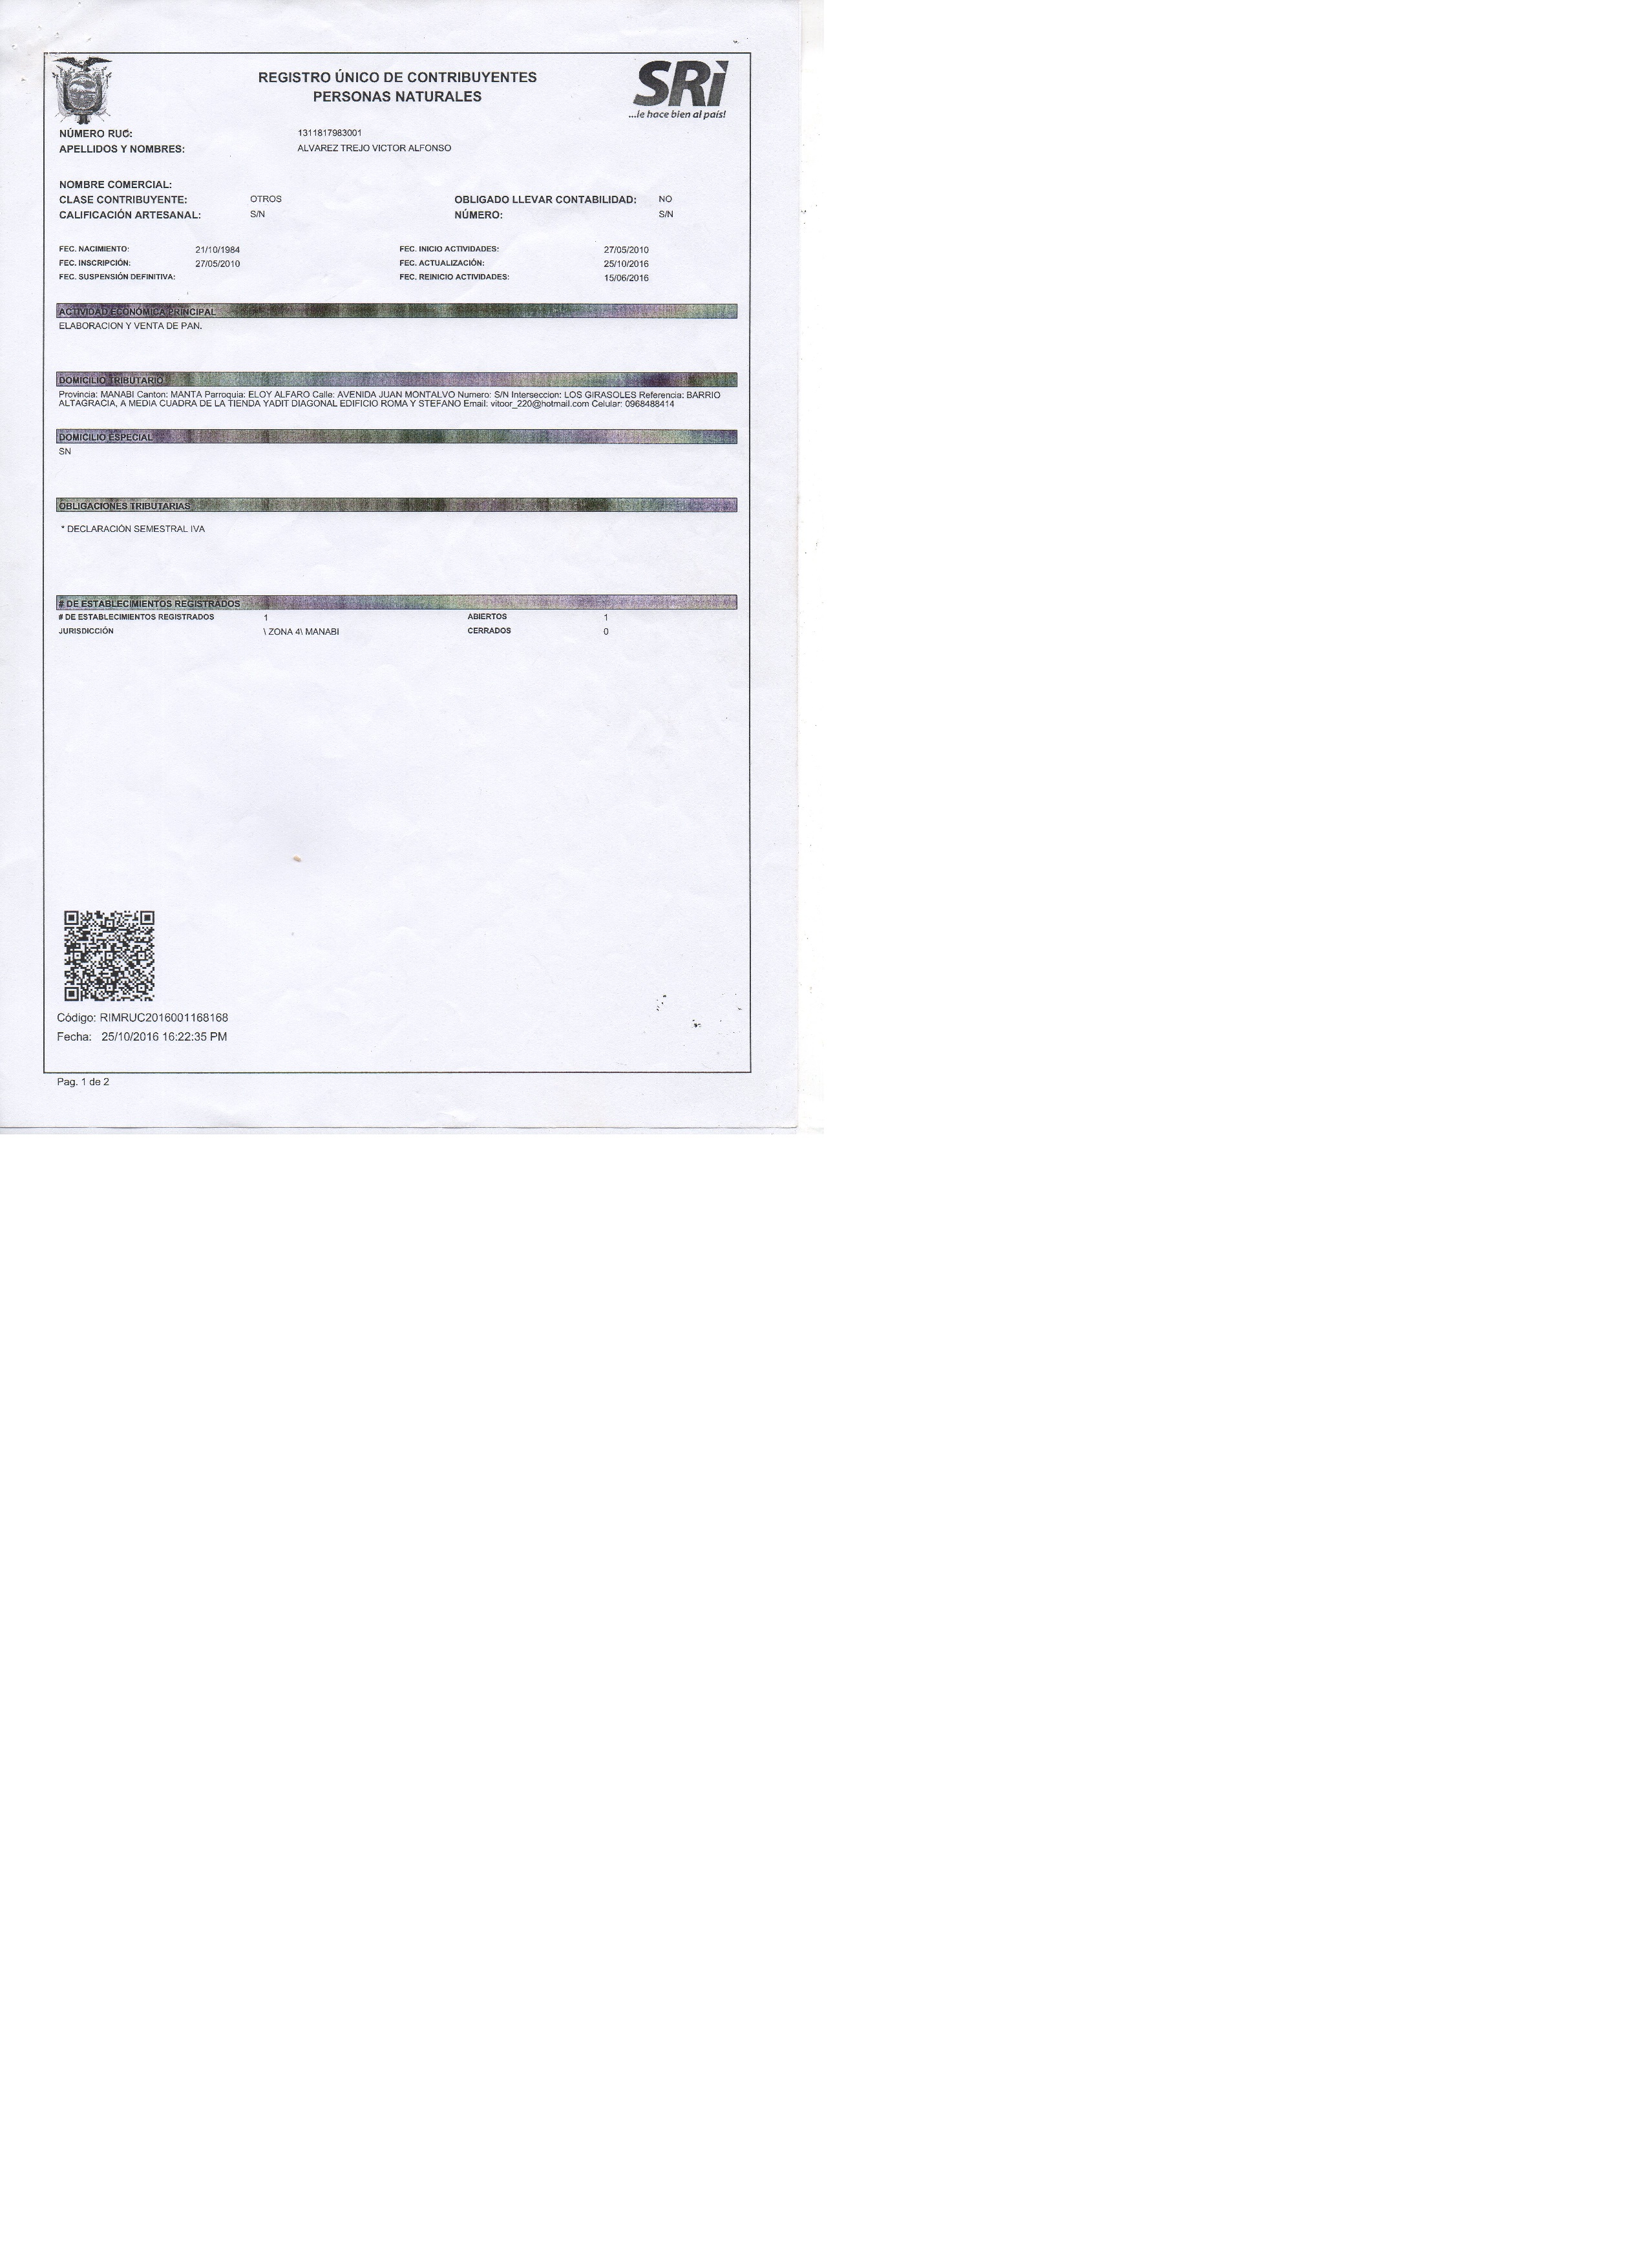 REGISTRO ÚNICO DE CONTRIBUYENTES
PERSONAS NATURALES
SRi
...le hace bien al país!
NÚMERO RUC: 1311817983001
APELLIDOS Y NOMBRES: ALVAREZ TREJO VICTOR ALFONSO
NOMBRE COMERCIAL:
CLASE CONTRIBUYENTE: OTROS OBLIGADO LLEVAR CONTABILIDAD: NO
CALIFICACIÓN ARTESANAL: S/N NÚMERO: S/N
FEC. NACIMIENTO: 21/10/1984 FEC. INICIO ACTIVIDADES: 27/05/2010
FEC. INSCRIPCIÓN: 27/05/2010 FEC. ACTUALIZACIÓN: 25/10/2016
FEC. SUSPENSIÓN DEFINITIVA: FEC. REINICIO ACTIVIDADES: 15/06/2016
ACTIVIDAD ECONÓMICA PRINCIPAL
ELABORACION Y VENTA DE PAN.
DOMICILIO TRIBUTARIO
Provincia: MANABI Canton: MANTA Parroquia: ELOY ALFARO Calle: AVENIDA JUAN MONTALVO Numero: S/N Interseccion: LOS GIRASOLES Referencia: BARRIO
ALTAGRACIA, A MEDIA CUADRA DE LA TIENDA YADIT DIAGONAL EDIFICIO ROMA Y STEFANO Email: vitoor_220@hotmail.com Celular: 0968488414
DOMICILIO ESPECIAL
SN
OBLIGACIONES TRIBUTARIAS
* DECLARACIÓN SEMESTRAL IVA
# DE ESTABLECIMIENTOS REGISTRADOS
# DE ESTABLECIMIENTOS REGISTRADOS 1 ABIERTOS 1
JURISDICCIÓN \ ZONA 4\ MANABI CERRADOS 0
Código: RIMRUC2016001168168
Fecha: 25/10/2016 16:22:35 PM
Pag. 1 de 2